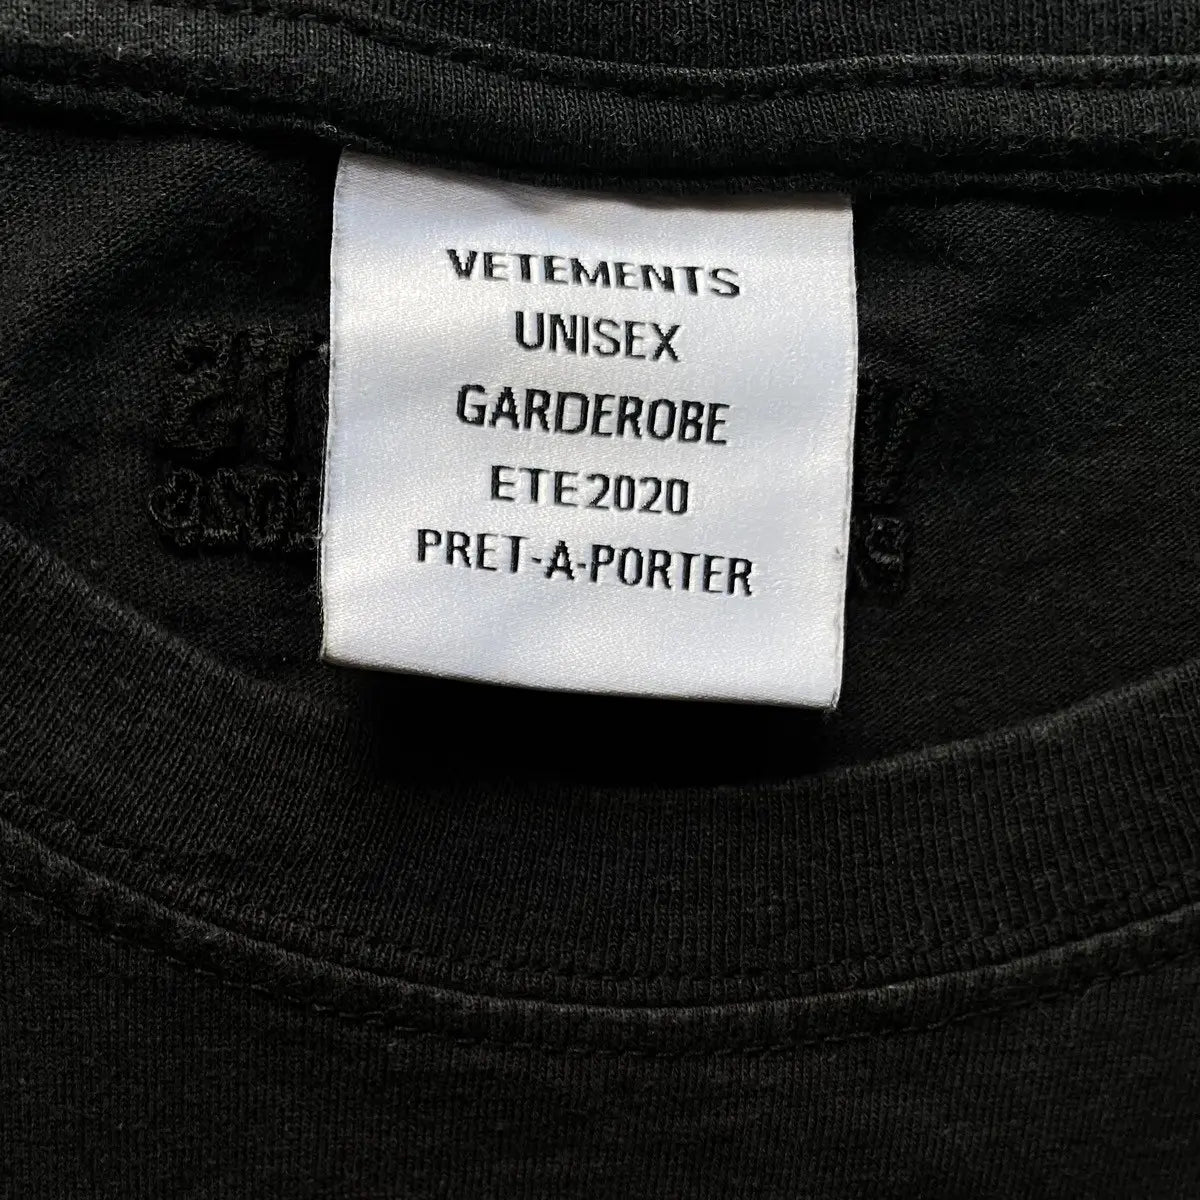 VETEMENTS
UNISEX
GARDEROBE
ETE2020
PRET-A-PORTER